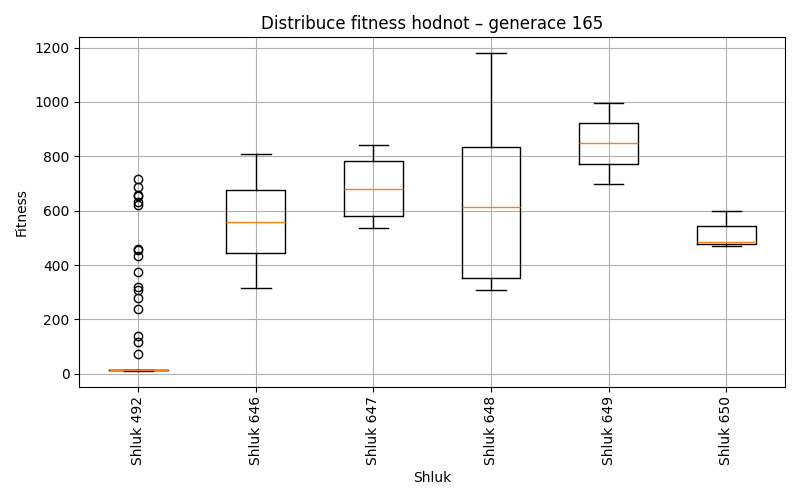 Distribuce fitness hodnot – generace 165
1200
1000
800
600
400
200
0
Fitness
Shluk 492
Shluk 646
Shluk 647
Shluk 648
Shluk 649
Shluk 650
Shluk